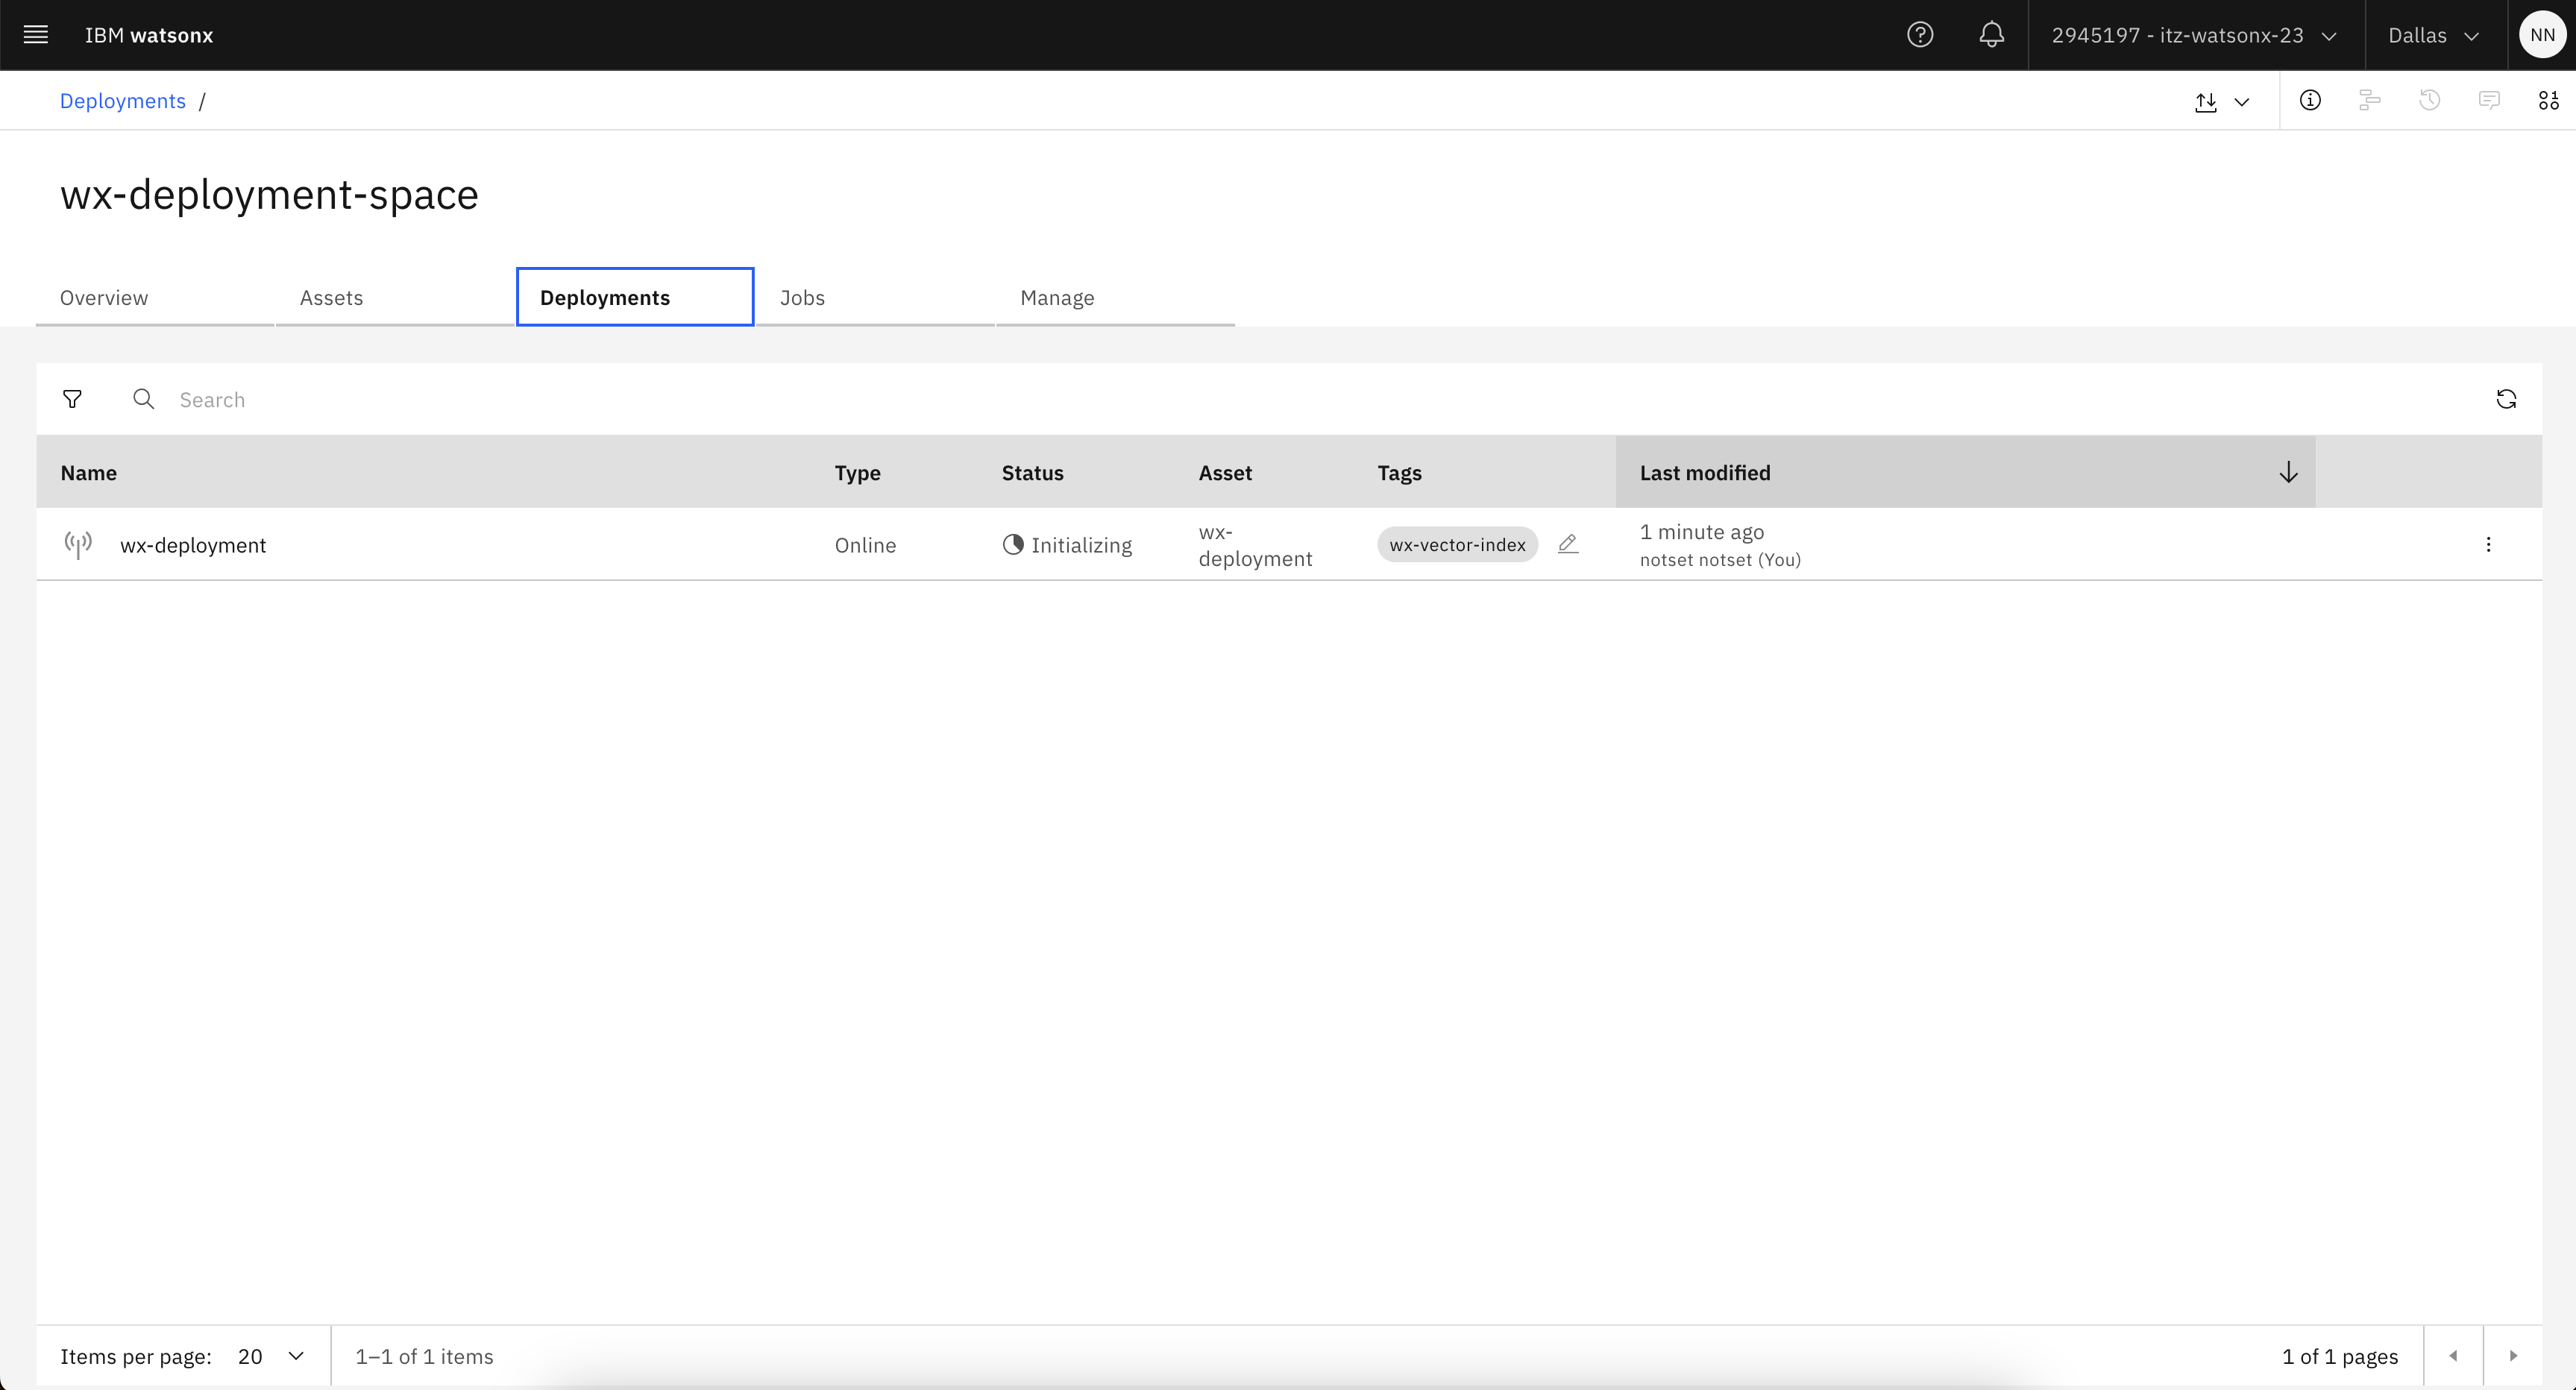 IBM watsonx
2945197 - itz-watsonx-23
Dallas
NN
Deployments /
wx-deployment-space
Overview
Assets
Deployments
Jobs
Manage
Search
Name
Type
Status
Asset
Tags
Last modified
wx-deployment
Online
Initializing
wx-
deployment
wx-vector-index
1 minute ago
notset notset (You)
Items per page: 20
1–1 of 1 items
1 of 1 pages